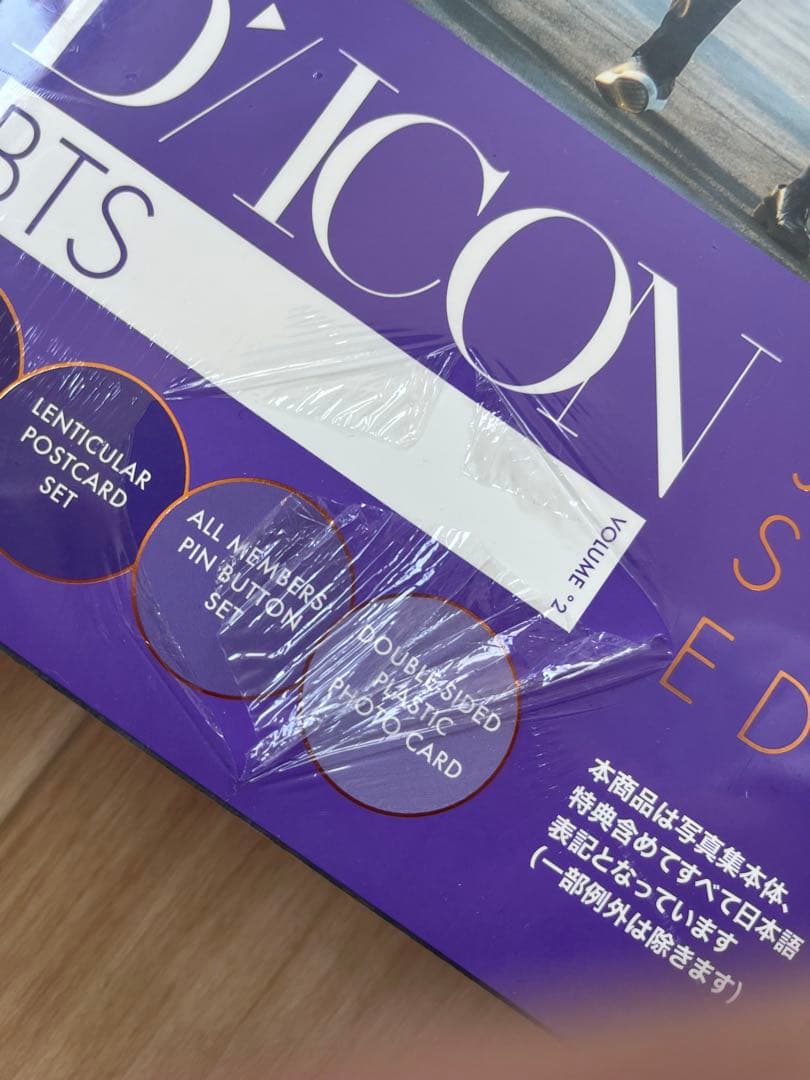 D'/ICON
BTS
VOLUME °2
LENTICULAR
POSTCARD
SET
ALL MEMBERS
PIN BUTTON
SET
DOUBLE-SIDED
PLASTIC
PHOTO CARD
S
ED
本商品は写真集本体、
特典含めてすべて日本語
表記となっています
(一部例外は除きます)